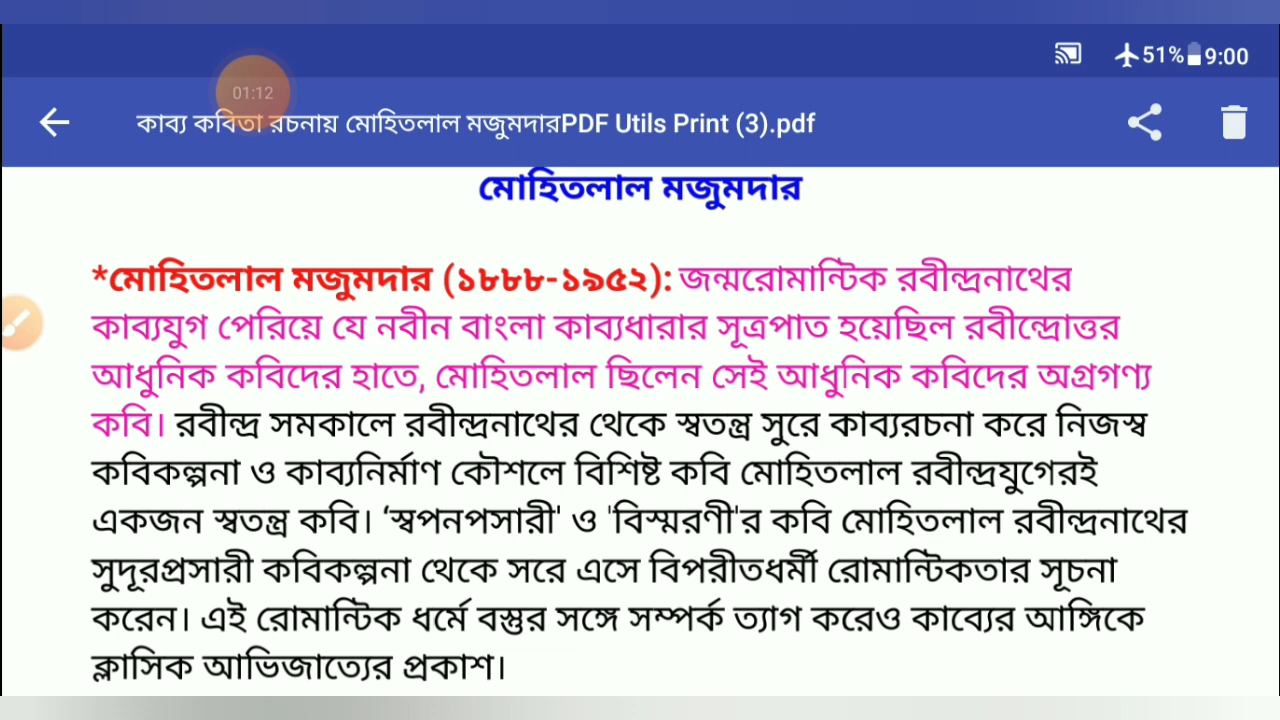 51% 9:00
01:12
কাব্য কবিতা রচনায় মোহিতলাল মজুমদারPDF Utils Print (3).pdf
মোহিতলাল মজুমদার
*মোহিতলাল মজুমদার (১৮৮৮-১৯৫২): জন্মরোমান্টিক রবীন্দ্রনাথের
কাব্যযুগ পেরিয়ে যে নবীন বাংলা কাব্যধারার সূত্রপাত হয়েছিল রবীন্দ্রোত্তর
আধুনিক কবিদের হাতে, মোহিতলাল ছিলেন সেই আধুনিক কবিদের অগ্রগণ্য
কবি। রবীন্দ্র সমকালে রবীন্দ্রনাথের থেকে স্বতন্ত্র সুরে কাব্যরচনা করে নিজস্ব
কবিকল্পনা ও কাব্যনির্মাণ কৌশলে বিশিষ্ট কবি মোহিতলাল রবীন্দ্রযুগেরই
একজন স্বতন্ত্র কবি। ‘স্বপনপসারী' ও 'বিস্মরণী'র কবি মোহিতলাল রবীন্দ্রনাথের
সুদূরপ্রসারী কবিকল্পনা থেকে সরে এসে বিপরীতধর্মী রোমান্টিকতার সূচনা
করেন। এই রোমান্টিক ধর্মে বস্তুর সঙ্গে সম্পর্ক ত্যাগ করেও কাব্যের আঙ্গিকে
ক্লাসিক আভিজাত্যের প্রকাশ।